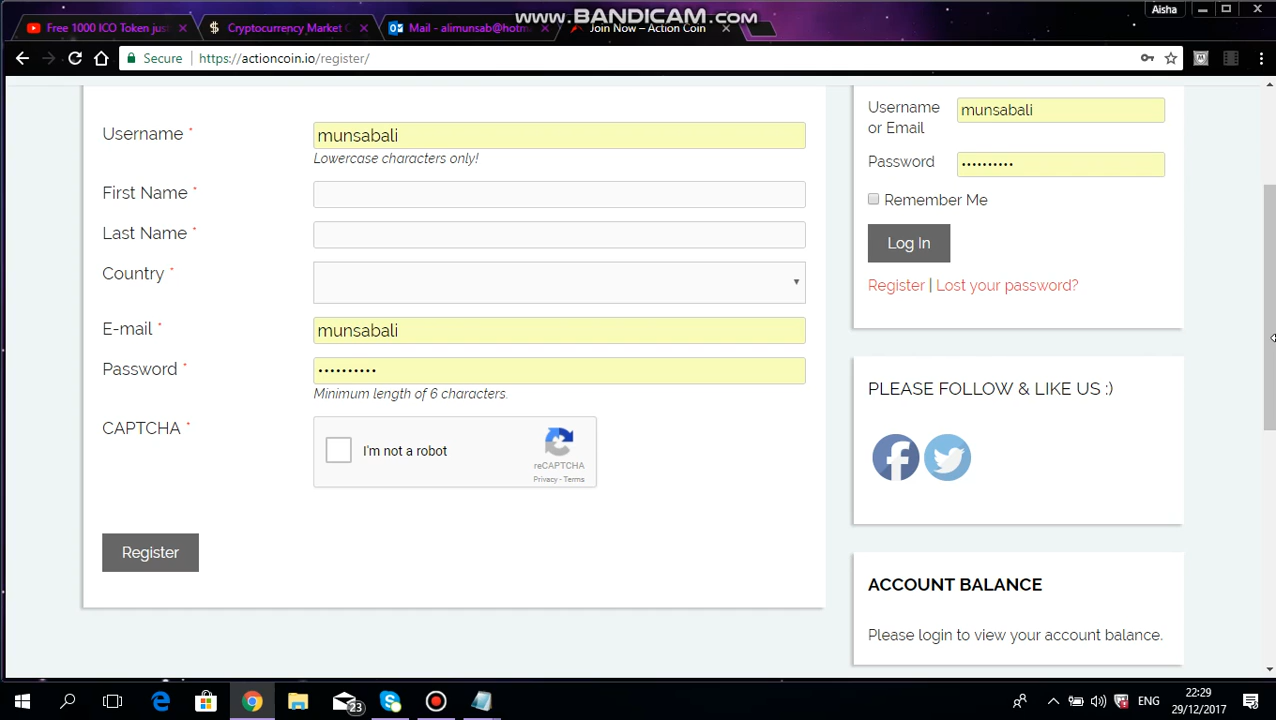 www.BANDICAM.com
Aisha
Free 1000 ICO Token just
Cryptocurrency Market C
Mail - alimunsab@hotm
Join Now – Action Coin
Secure
https://actioncoin.io/register/
Username *
munsabali
Lowercase characters only!
First Name *
Last Name *
Country *
E-mail *
munsabali
Password *
••••••••••
Minimum length of 6 characters.
CAPTCHA *
I'm not a robot
reCAPTCHA
Privacy - Terms
Register
Username or Email
munsabali
Password
••••••••••
Remember Me
Log In
Register | Lost your password?
PLEASE FOLLOW & LIKE US :)
ACCOUNT BALANCE
Please login to view your account balance.
23
ENG
22:29
29/12/2017